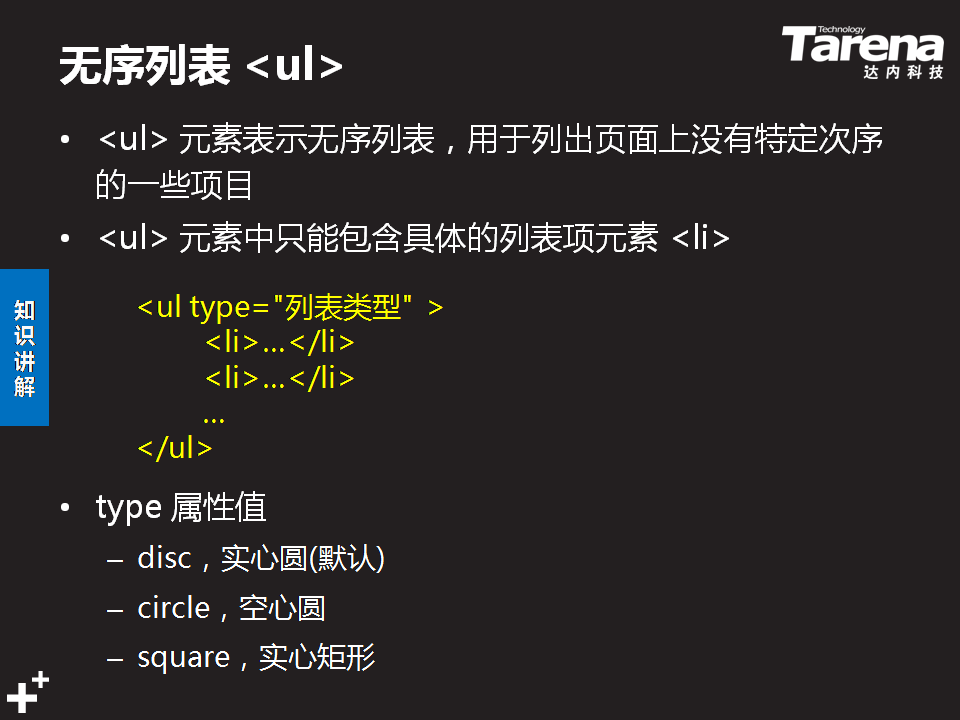 无序列表 <ul>
Technology
Tarena
达内科技
• <ul> 元素表示无序列表，用于列出页面上没有特定次序
的一些项目
• <ul> 元素中只能包含具体的列表项元素 <li>
知识讲解
<ul type="列表类型" >
<li>…</li>
<li>…</li>
…
</ul>
• type 属性值
– disc，实心圆(默认)
– circle，空心圆
– square，实心矩形